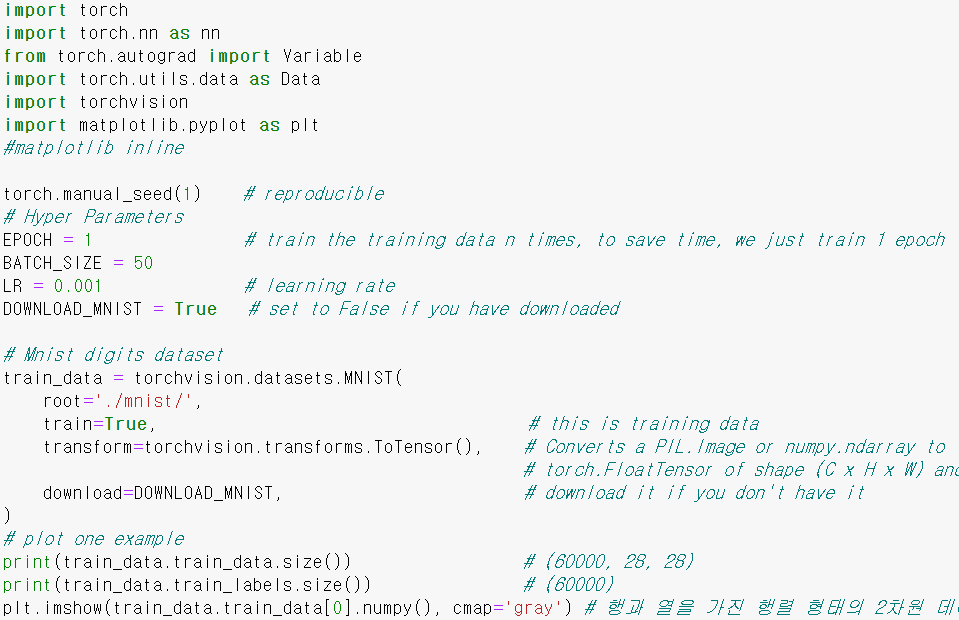 import torch
import torch.nn as nn
from torch.autograd import Variable
import torch.utils.data as Data
import torchvision
import matplotlib.pyplot as plt
#matplotlib inline
torch.manual_seed(1)    # reproducible
# Hyper Parameters
EPOCH = 1               # train the training data n times, to save time, we just train 1 epoch
BATCH_SIZE = 50
LR = 0.001              # learning rate
DOWNLOAD_MNIST = True   # set to False if you have downloaded
# Mnist digits dataset
train_data = torchvision.datasets.MNIST(
    root='./mnist/',
    train=True,                                     # this is training data
    transform=torchvision.transforms.ToTensor(),    # Converts a PIL.Image or numpy.ndarray to
                                                    # torch.FloatTensor of shape (C x H x W) and
    download=DOWNLOAD_MNIST,                        # download it if you don't have it
)
# plot one example
print(train_data.train_data.size())                 # (60000, 28, 28)
print(train_data.train_labels.size())               # (60000)
plt.imshow(train_data.train_data[0].numpy(), cmap='gray') # 행과 열을 가진 행렬 형태의 2차원